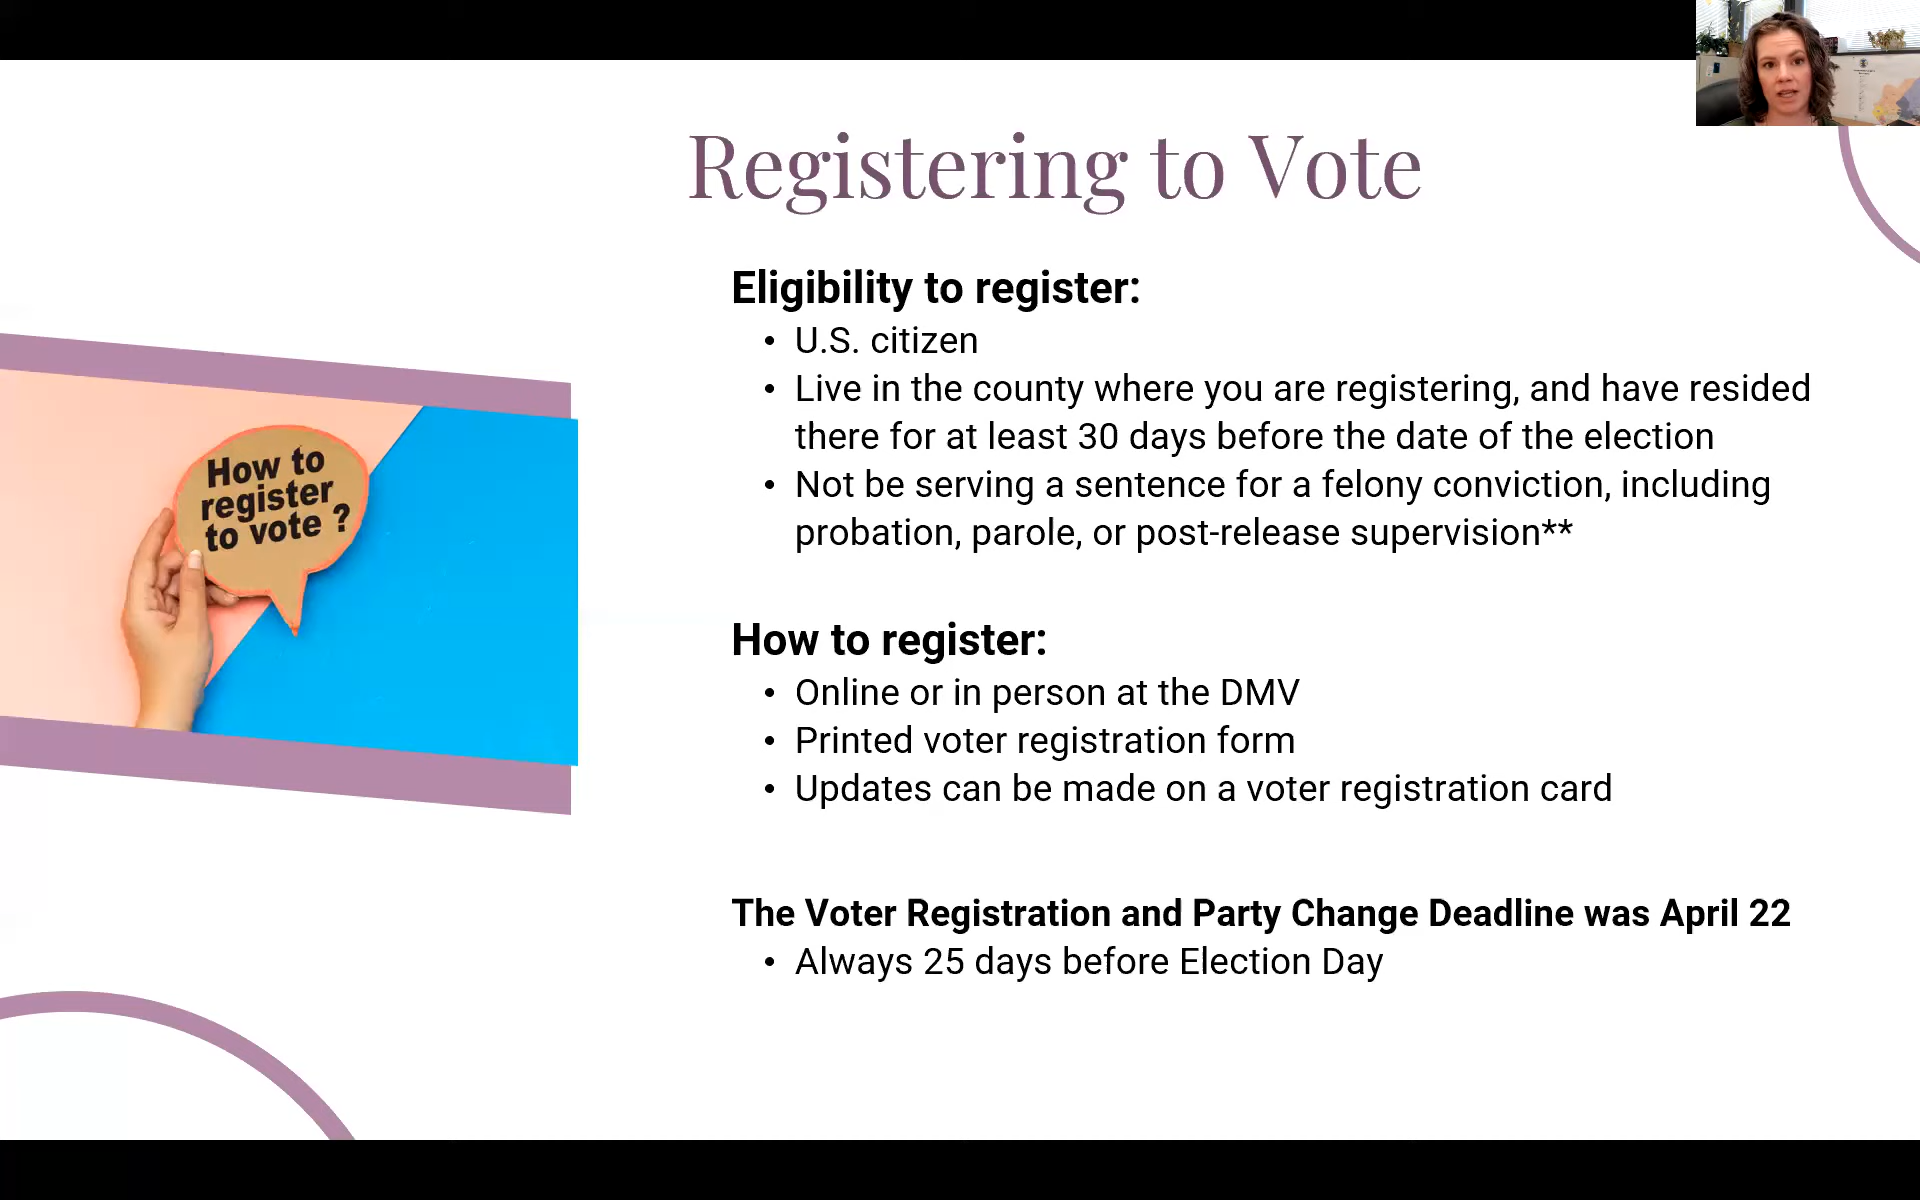 Registering to Vote
Eligibility to register:
• U.S. citizen
• Live in the county where you are registering, and have resided
there for at least 30 days before the date of the election
• Not be serving a sentence for a felony conviction, including
probation, parole, or post-release supervision**
How to
register
to vote ?
How to register:
• Online or in person at the DMV
• Printed voter registration form
• Updates can be made on a voter registration card
The Voter Registration and Party Change Deadline was April 22
• Always 25 days before Election Day